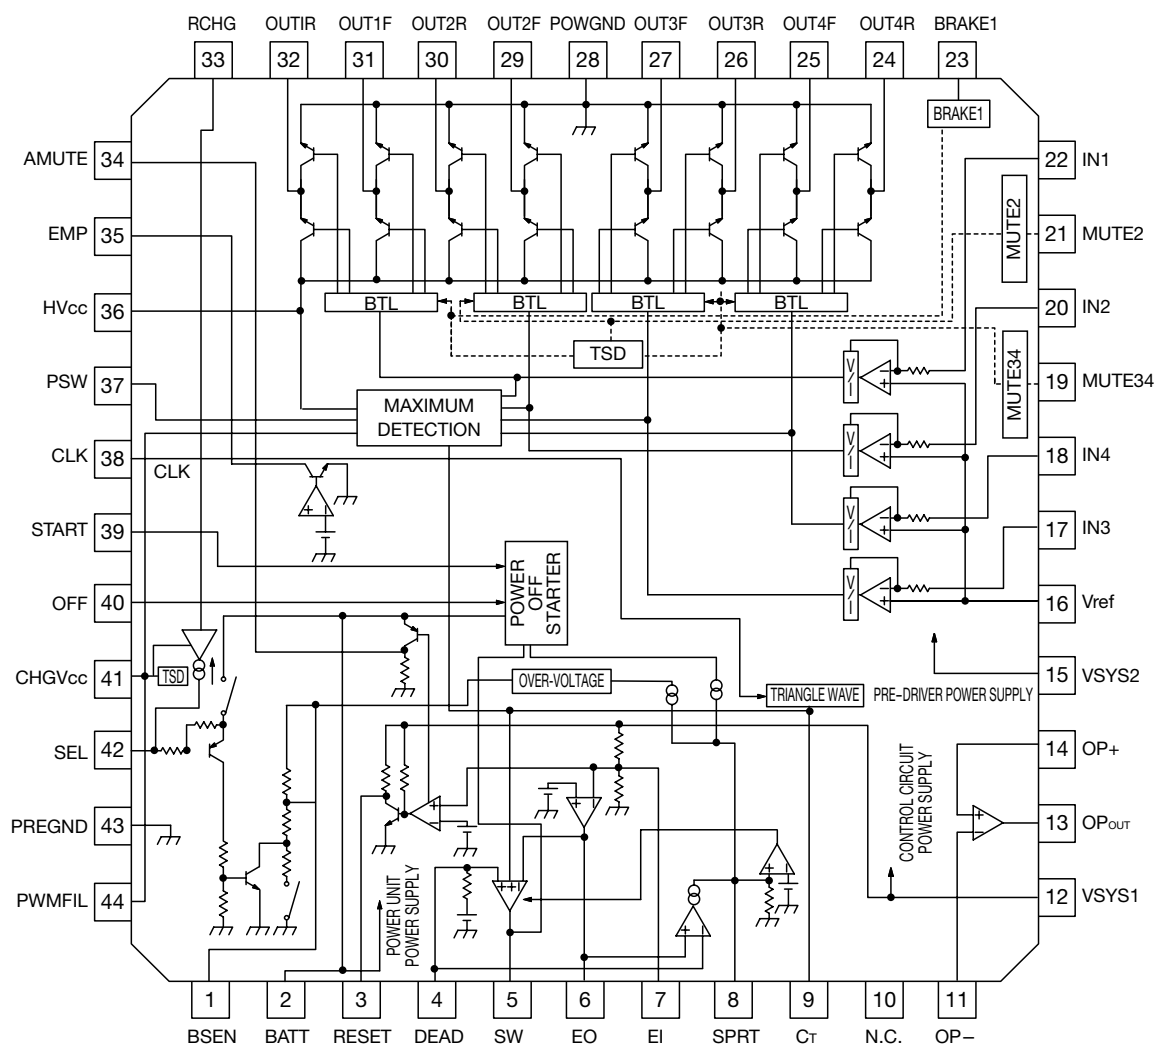 RCHG OUTIR OUT1F OUT2R OUT2F POWGND OUT3F OUT3R OUT4F OUT4R BRAKE1
33 32 31 30 29 28 27 26 25 24 23
BRAKE1
AMUTE 34
22 IN1
MUTE2
EMP 35
21 MUTE2
HVcc 36
BTL BTL BTL BTL
20 IN2
TSD
MUTE34
PSW 37
MAXIMUM
DETECTION
V/I
+
−
19 MUTE34
CLK 38
CLK
V/I
+
−
18 IN4
+ −
START 39
V/I
+
−
17 IN3
POWER
OFF
STARTER
V/I
+
−
OFF 40
16 Vref
CHGVcc 41
TSD
OVER-VOLTAGE
TRIANGLE WAVE
PRE-DRIVER POWER SUPPLY
15 VSYS2
SEL 42
14 OP+
CONTROL CIRCUIT
POWER SUPPLY
+
−
+ −
PREGND 43
+
−
13 OPOUT
+ −
PWMFIL 44
POWER UNIT
POWER SUPPLY
+ + −
+ −
12 VSYS1
1 2 3 4 5 6 7 8 9 10 11
BSEN BATT RESET DEAD SW EO EI SPRT CT N.C. OP−